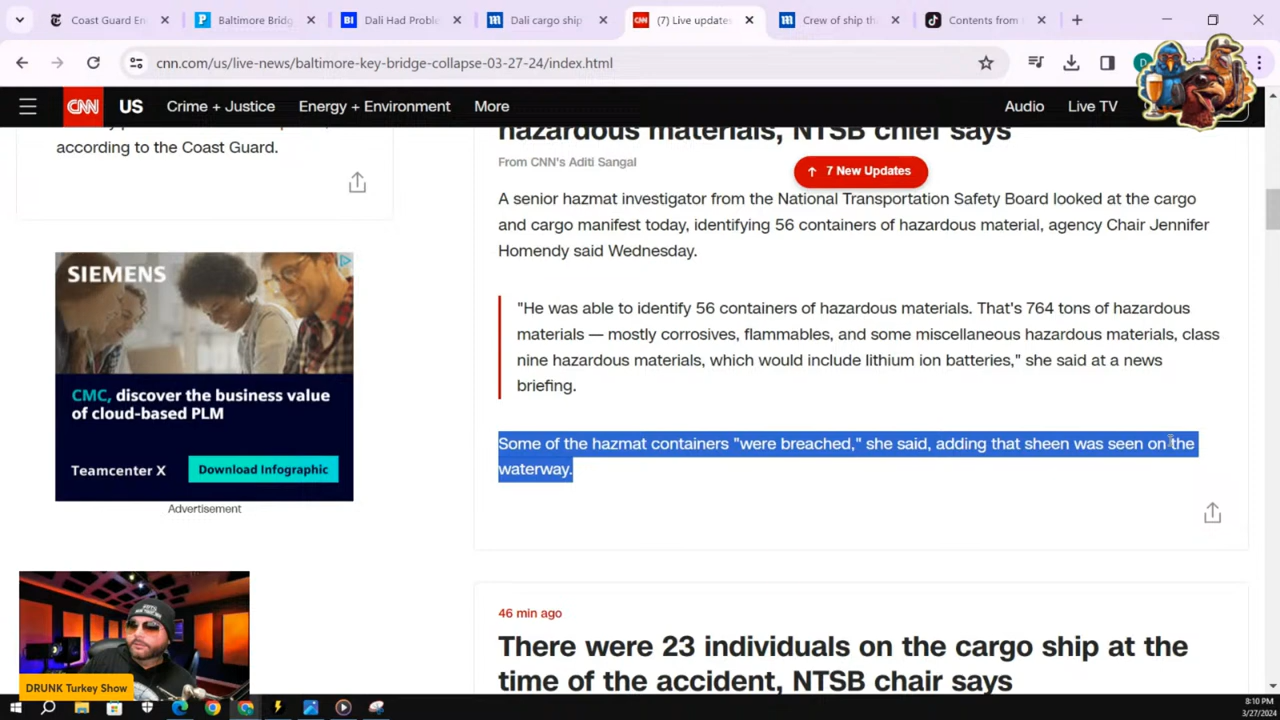 Coast Guard En
Baltimore Bridg
Dali Had Proble
Dali cargo ship
(7) Live updates
Crew of ship th
Contents from
cnn.com/us/live-news/baltimore-key-bridge-collapse-03-27-24/index.html
CNN US Crime + Justice Energy + Environment More Audio Live TV
according to the Coast Guard.
hazardous materials, NTSB chief says
From CNN's Aditi Sangal
7 New Updates
A senior hazmat investigator from the National Transportation Safety Board looked at the cargo
and cargo manifest today, identifying 56 containers of hazardous material, agency Chair Jennifer
Homendy said Wednesday.
"He was able to identify 56 containers of hazardous materials. That's 764 tons of hazardous
materials — mostly corrosives, flammables, and some miscellaneous hazardous materials, class
nine hazardous materials, which would include lithium ion batteries," she said at a news
briefing.
Some of the hazmat containers "were breached," she said, adding that sheen was seen on the
waterway.
SIEMENS
CMC, discover the business value
of cloud-based PLM
Teamcenter X Download Infographic
Advertisement
46 min ago
There were 23 individuals on the cargo ship at the
time of the accident, NTSB chair says
DRUNK Turkey Show
8:10 PM
3/27/2024